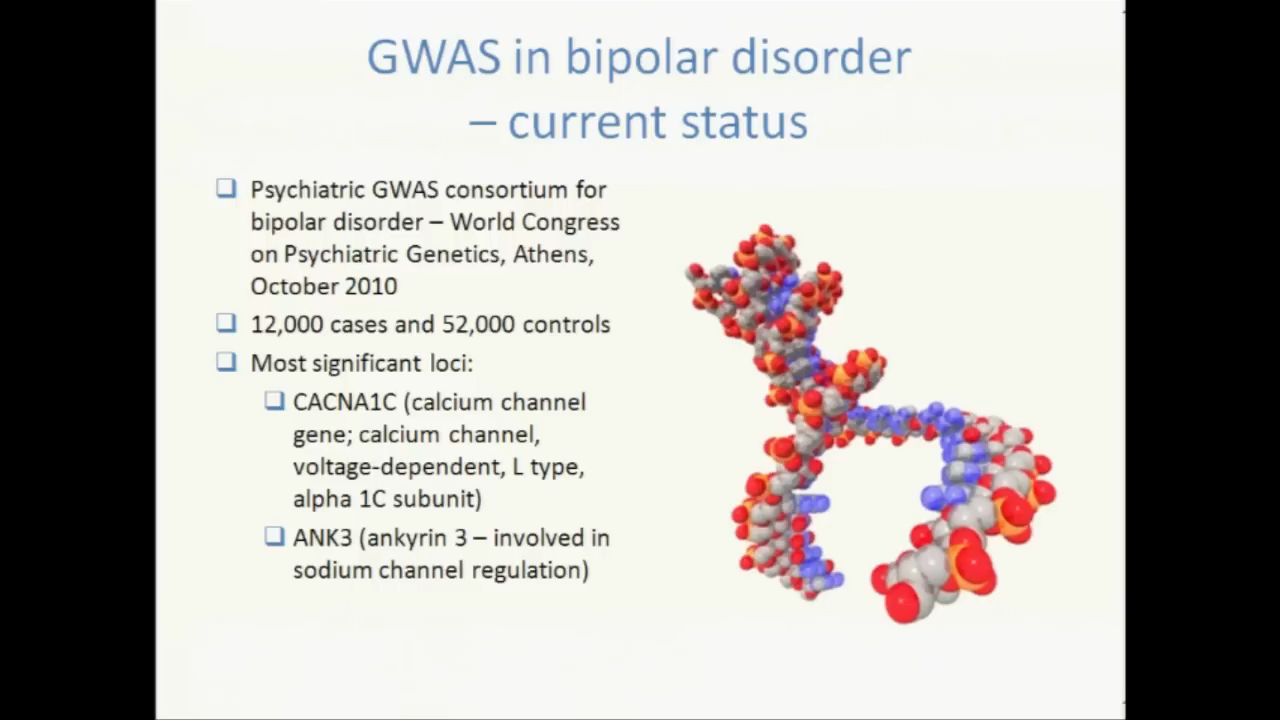 GWAS in bipolar disorder
– current status
Psychiatric GWAS consortium for
bipolar disorder – World Congress
on Psychiatric Genetics, Athens,
October 2010
12,000 cases and 52,000 controls
Most significant loci:
CACNA1C (calcium channel
gene; calcium channel,
voltage-dependent, L type,
alpha 1C subunit)
ANK3 (ankyrin 3 – involved in
sodium channel regulation)